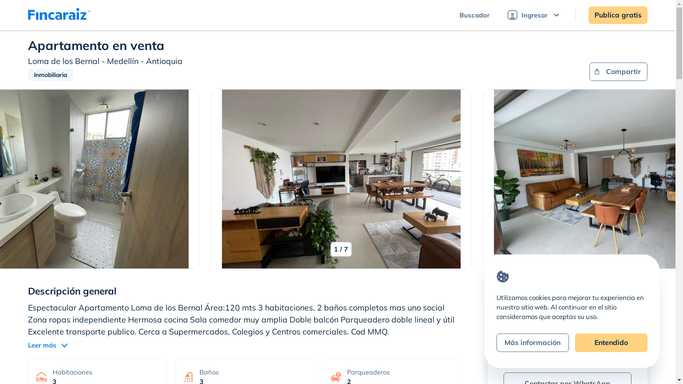 Fincaraiz
Buscador
Ingresar
Publica gratis
Apartamento en venta
Loma de los Bernal - Medellín - Antioquia
Inmobiliaria
Compartir
1 / 7
Descripción general
Espectacular Apartamento Loma de los Bernal Área:120 mts 3 habitaciones, 2 baños completos mas uno social
Zona ropas independiente Hermosa cocina Sala comedor muy amplia Doble balcón Parqueadero doble lineal y útil
Excelente transporte publico. Cerca a Supermercados, Colegios y Centros comerciales. Cod MMQ.
Leer más
Habitaciones
3
Baños
3
Parqueaderos
2
Utilizamos cookies para mejorar tu experiencia en
nuestro sitio web. Al continuar en el sitio
consideramos que aceptas su uso.
Más información
Entendido
Contactar por WhatsApp